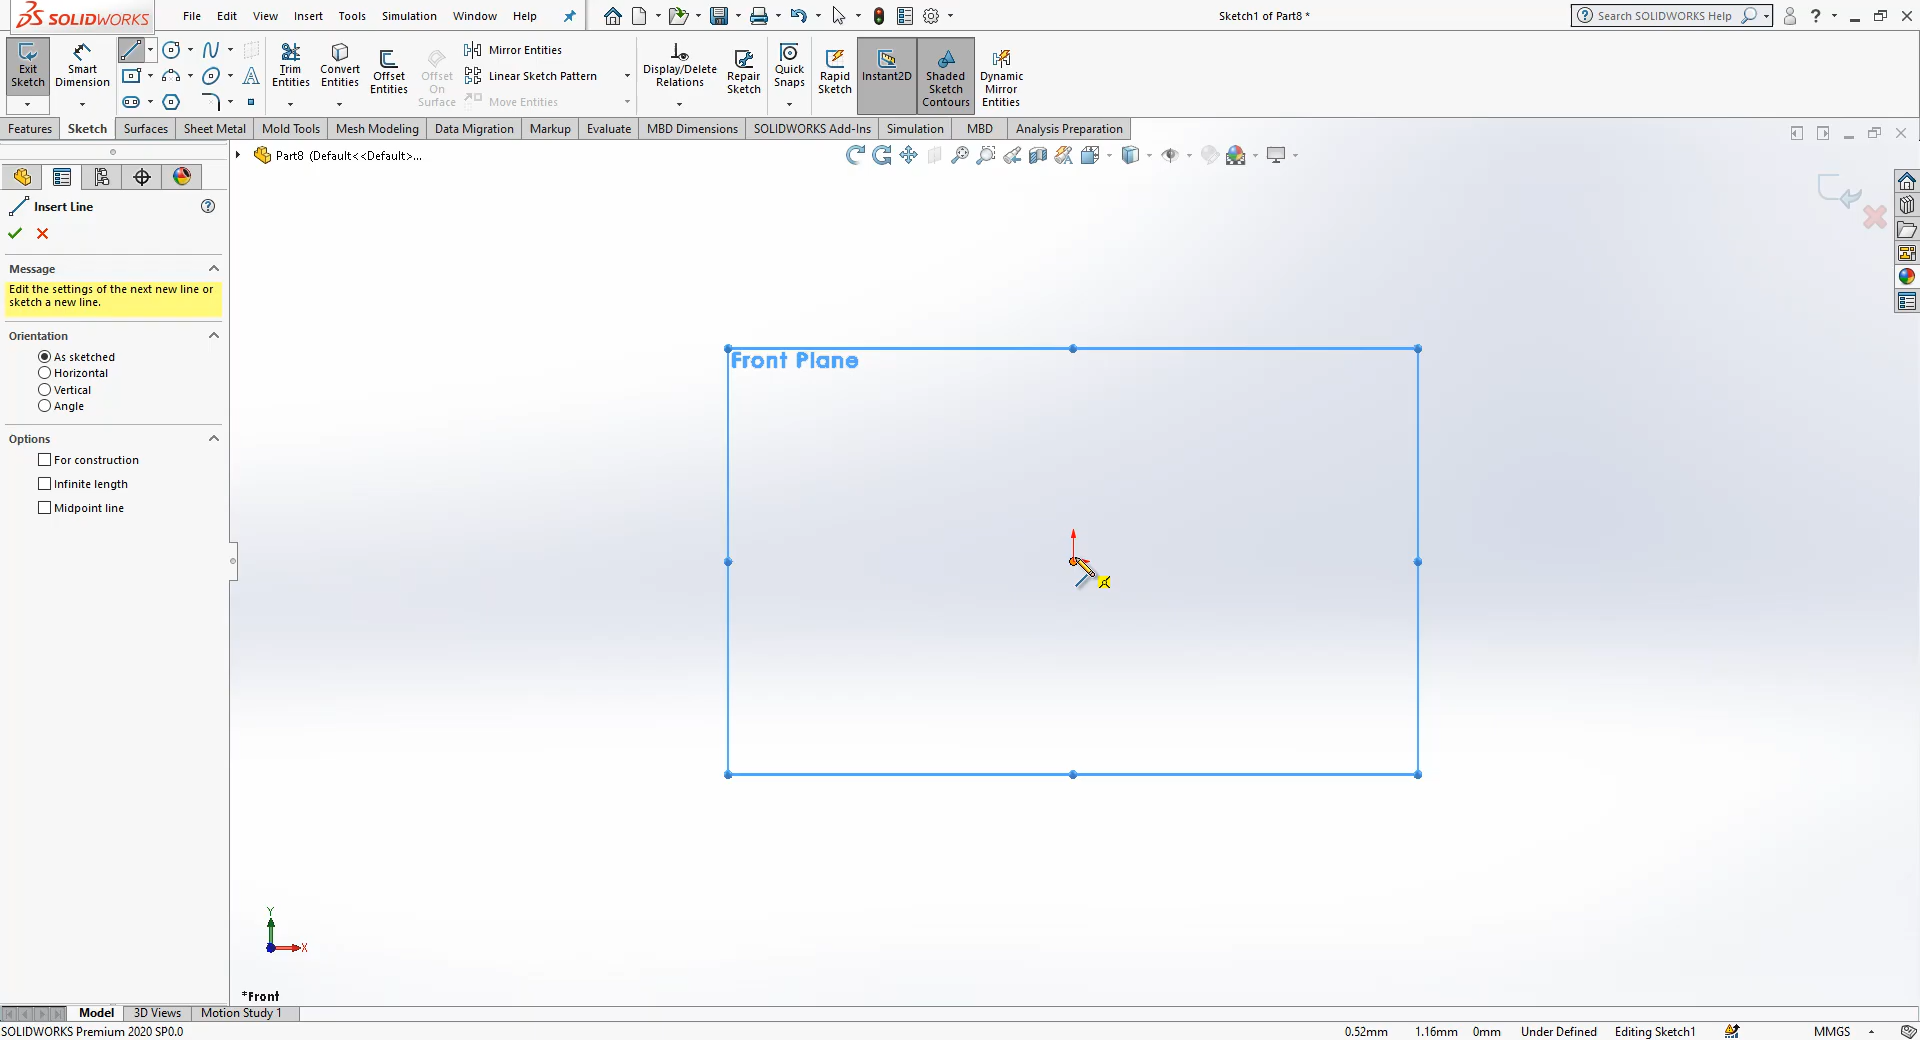 SOLIDWORKS File Edit View Insert Tools Simulation Window Help Sketch1 of Part8 * Search SOLIDWORKS Help
Exit Sketch
Smart Dimension
Trim Entities
Convert Entities
Offset Entities
Offset On Surface
Mirror Entities
Linear Sketch Pattern
Move Entities
Display/Delete Relations
Repair Sketch
Quick Snaps
Rapid Sketch
Instant2D
Shaded Sketch Contours
Dynamic Mirror Entities
Features Sketch Surfaces Sheet Metal Mold Tools Mesh Modeling Data Migration Markup Evaluate MBD Dimensions SOLIDWORKS Add-Ins Simulation MBD Analysis Preparation
Part8 (Default<<Default>...
Insert Line
Message
Edit the settings of the next new line or
sketch a new line.
Orientation
As sketched
Horizontal
Vertical
Angle
Options
For construction
Infinite length
Midpoint line
Front Plane
Y
X
*Front
Model 3D Views Motion Study 1
SOLIDWORKS Premium 2020 SP0.0 0.52mm 1.16mm 0mm Under Defined Editing Sketch1 MMGS